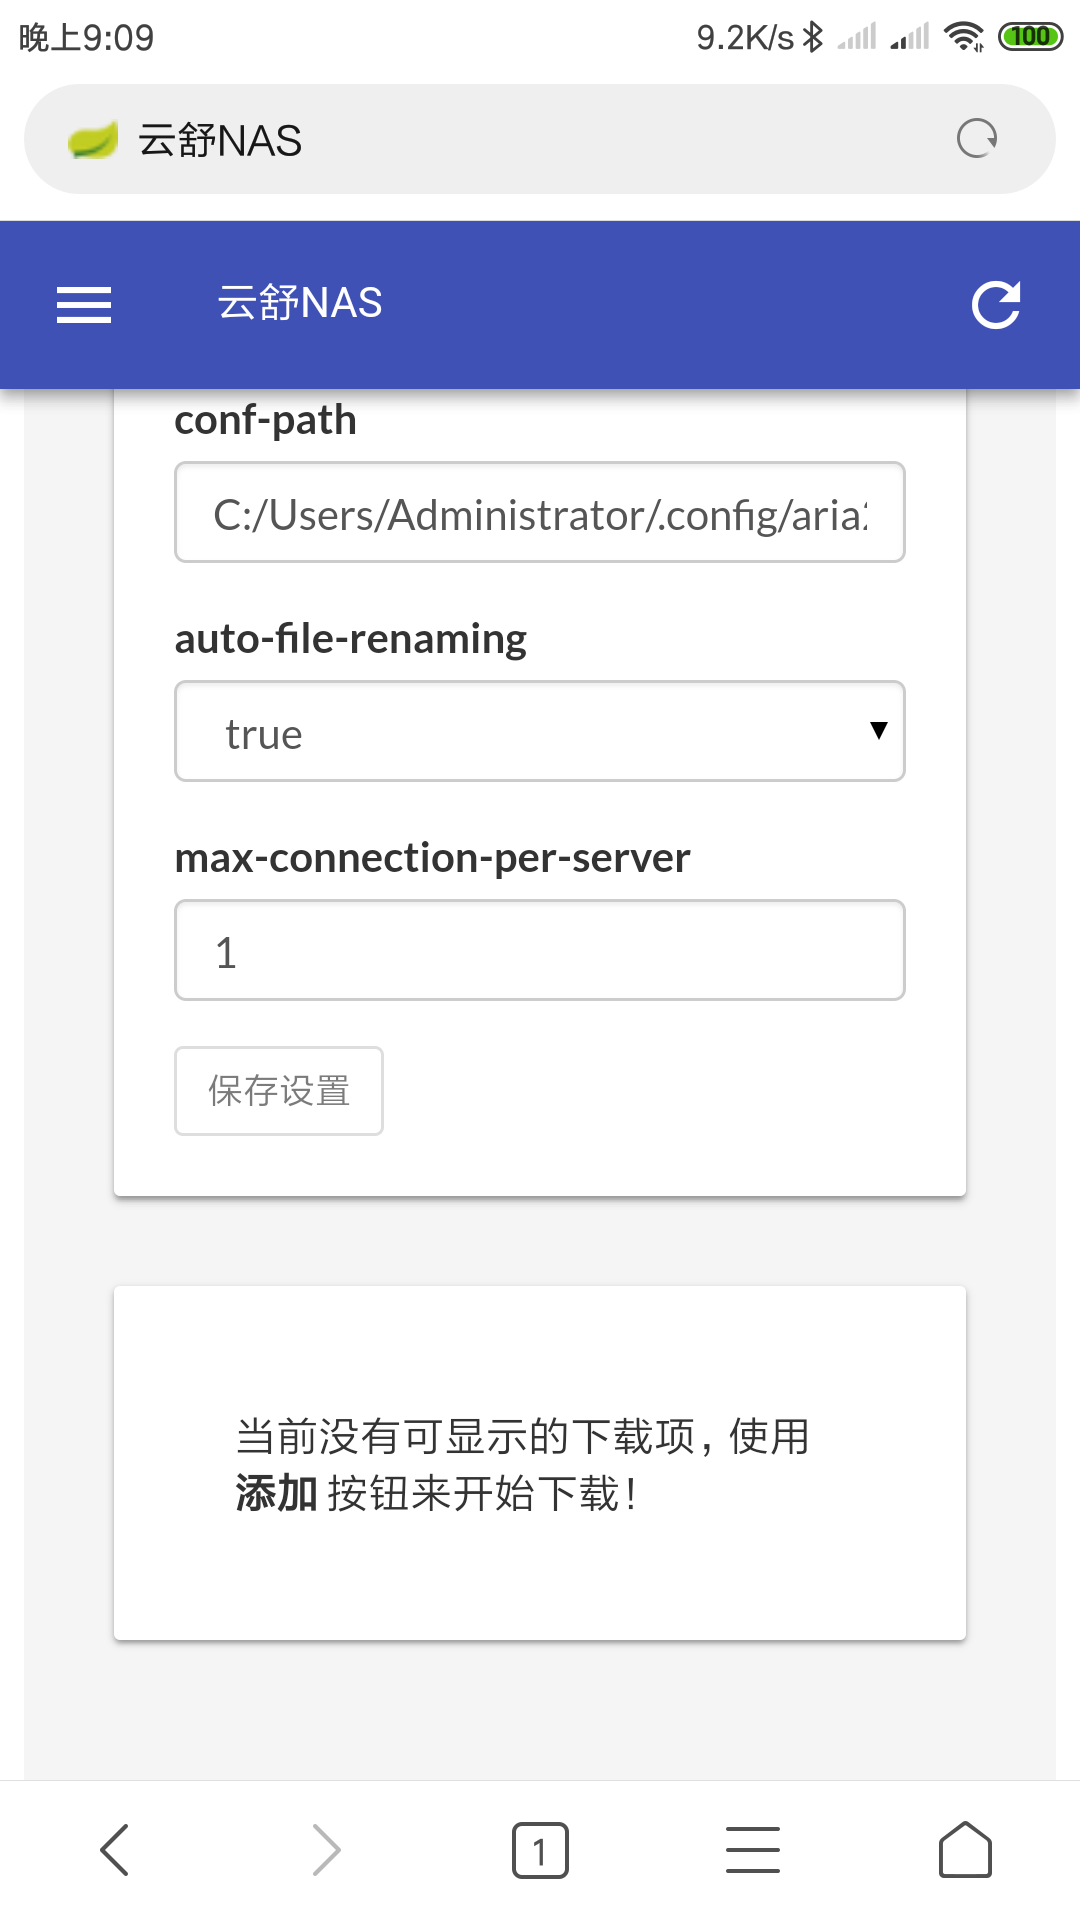 晚上9:09
9.2K/s
100
云舒NAS
云舒NAS
conf-path
C:/Users/Administrator/.config/aria
auto-file-renaming
true
max-connection-per-server
1
保存设置
当前没有可显示的下载项，使用
添加 按钮来开始下载！
1